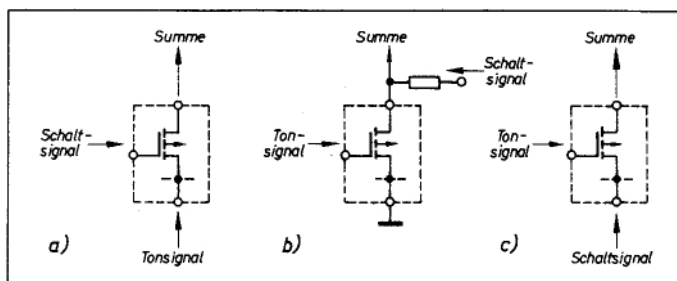 Summe
Schalt-
signal
Tonsignal
a)
Summe
Schalt-
signal
Ton-
signal
b)
Summe
Ton-
signal
Schaltsignal
c)